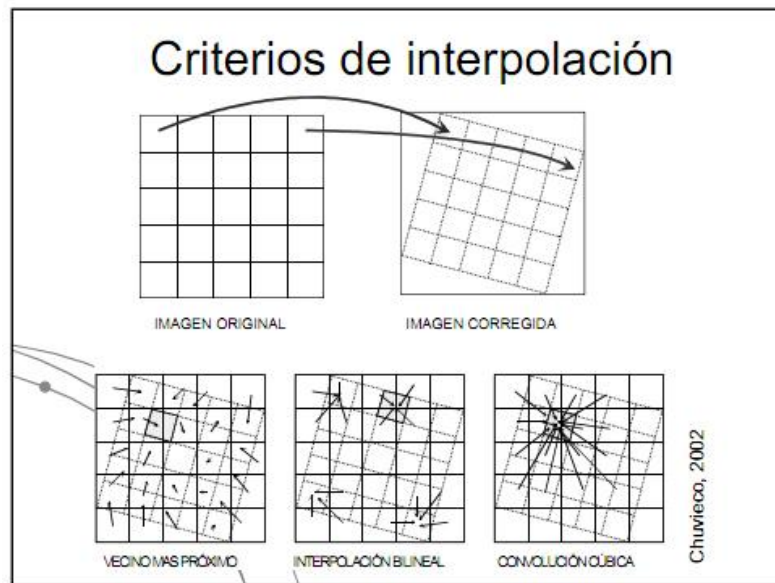 Criterios de interpolación
IMAGEN ORIGINAL
IMAGEN CORREGIDA
VECINO MAS PRÓXIMO
INTERPOLACIÓN BILINEAL
CONVOLUCIÓN CÚBICA
Chuvieco, 2002